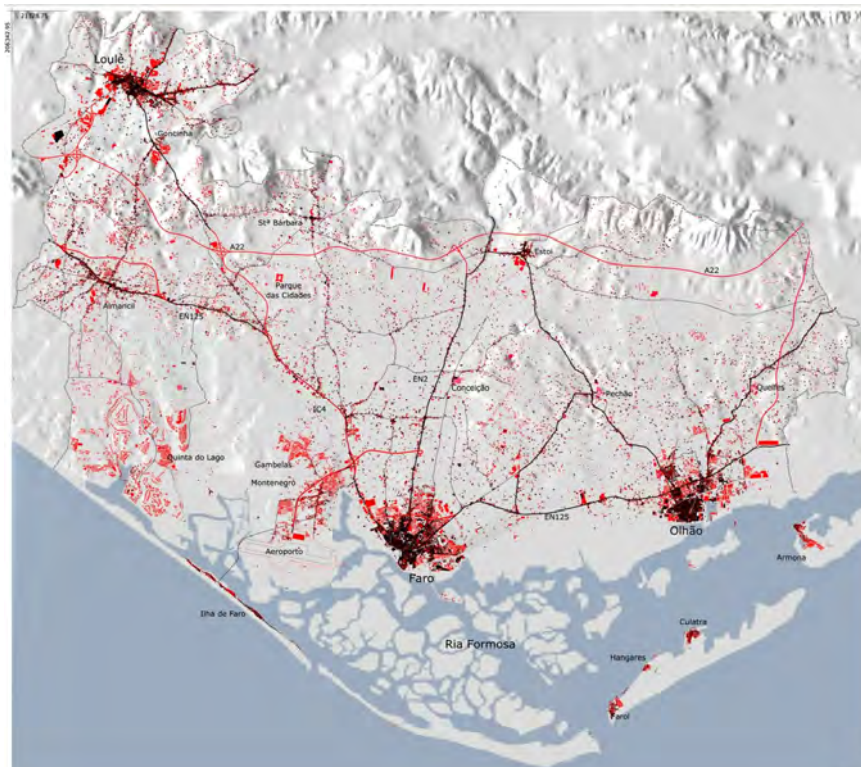 Loulé
Goncinha
Stª Bárbara
A22
Estoi
A22
Parque
das Cidades
Almancil
EN125
EN2
Conceição
Pechão
Quelfes
IC4
Quinta do Lago
Gambelas
Montenegro
EN125
Olhão
Aeroporto
Armona
Faro
Ilha de Faro
Culatra
Ria Formosa
Hangares
Farol